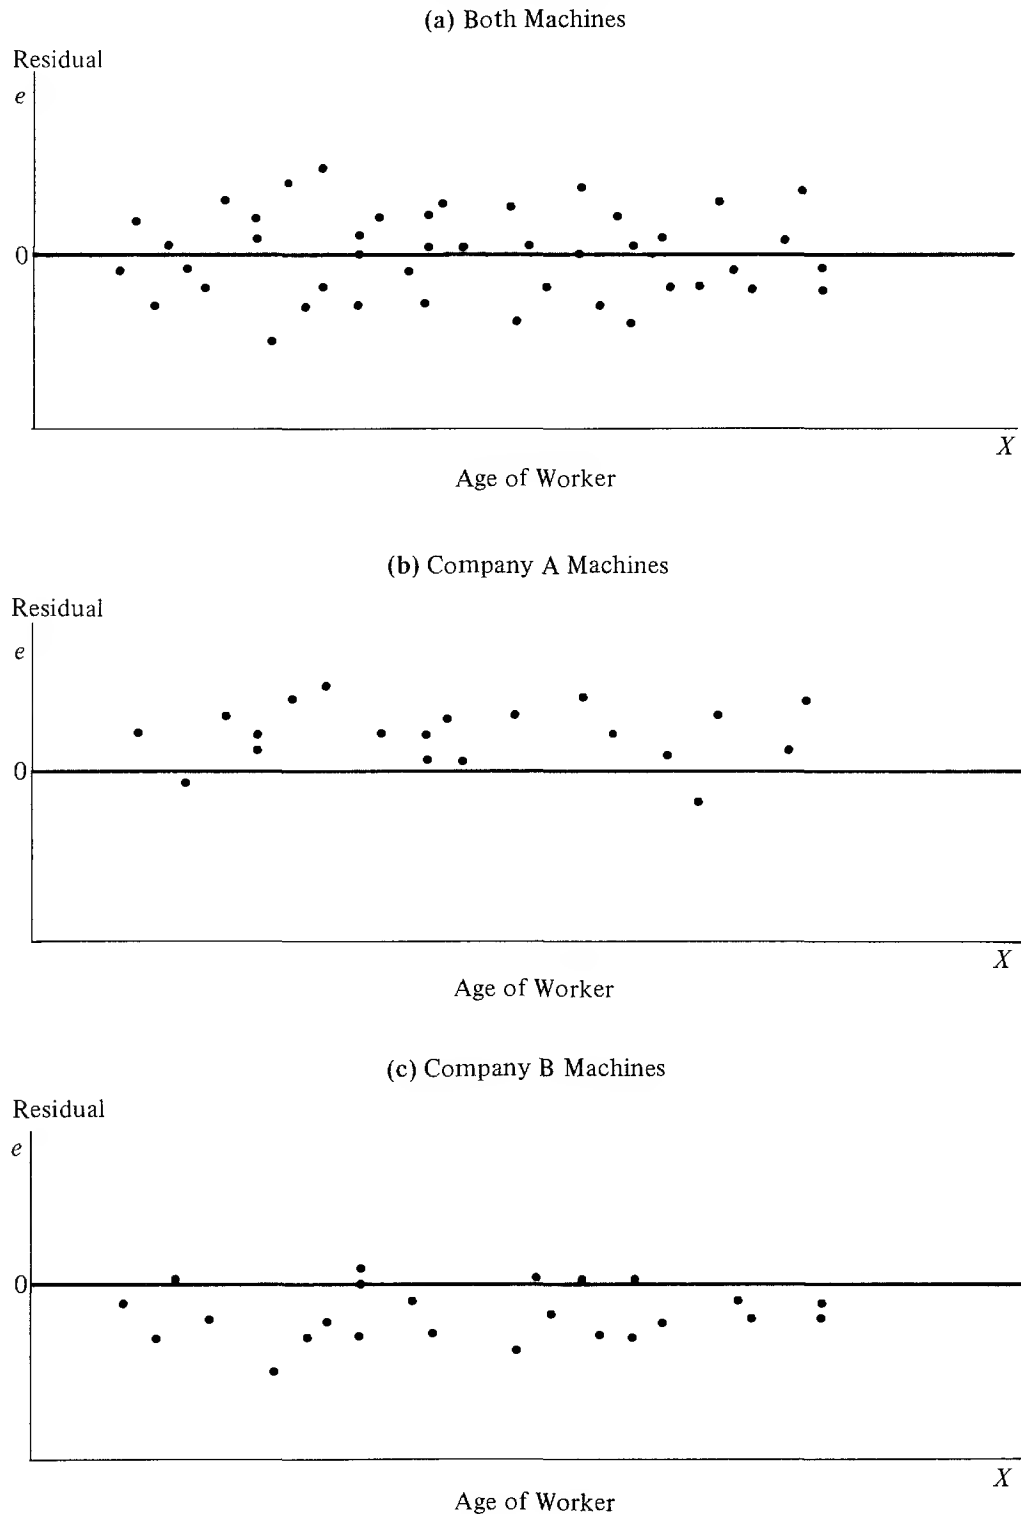 (a) Both Machines
Residual
e
0
X
Age of Worker
(b) Company A Machines
Residual
e
0
X
Age of Worker
(c) Company B Machines
Residual
e
0
X
Age of Worker